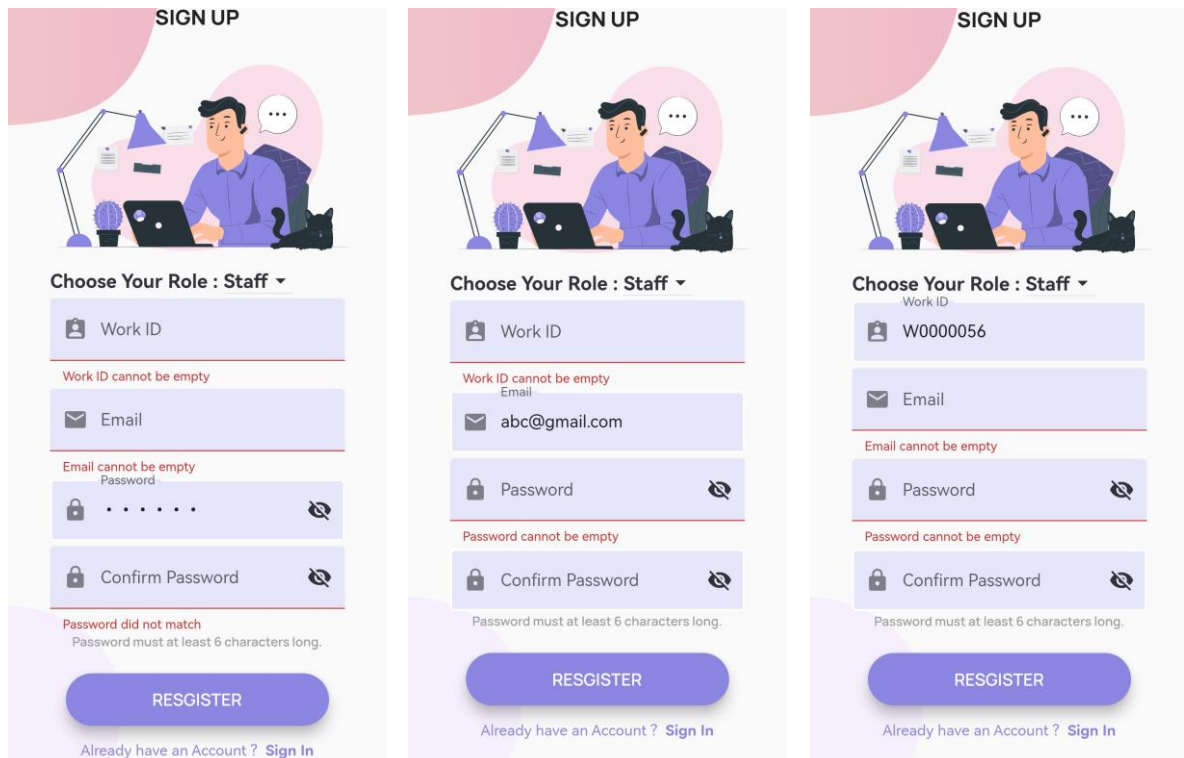 SIGN UP
Choose Your Role : Staff
Work ID
Work ID cannot be empty
Email
Email cannot be empty
Password
Confirm Password
Password did not match
Password must at least 6 characters long.
RESGISTER
Already have an Account ? Sign In
SIGN UP
Choose Your Role : Staff
Work ID
Work ID cannot be empty
Email
abc@gmail.com
Password
Password cannot be empty
Confirm Password
Password must at least 6 characters long.
RESGISTER
Already have an Account ? Sign In
SIGN UP
Choose Your Role : Staff
Work ID
W0000056
Email
Email cannot be empty
Password
Password cannot be empty
Confirm Password
Password must at least 6 characters long.
RESGISTER
Already have an Account ? Sign In